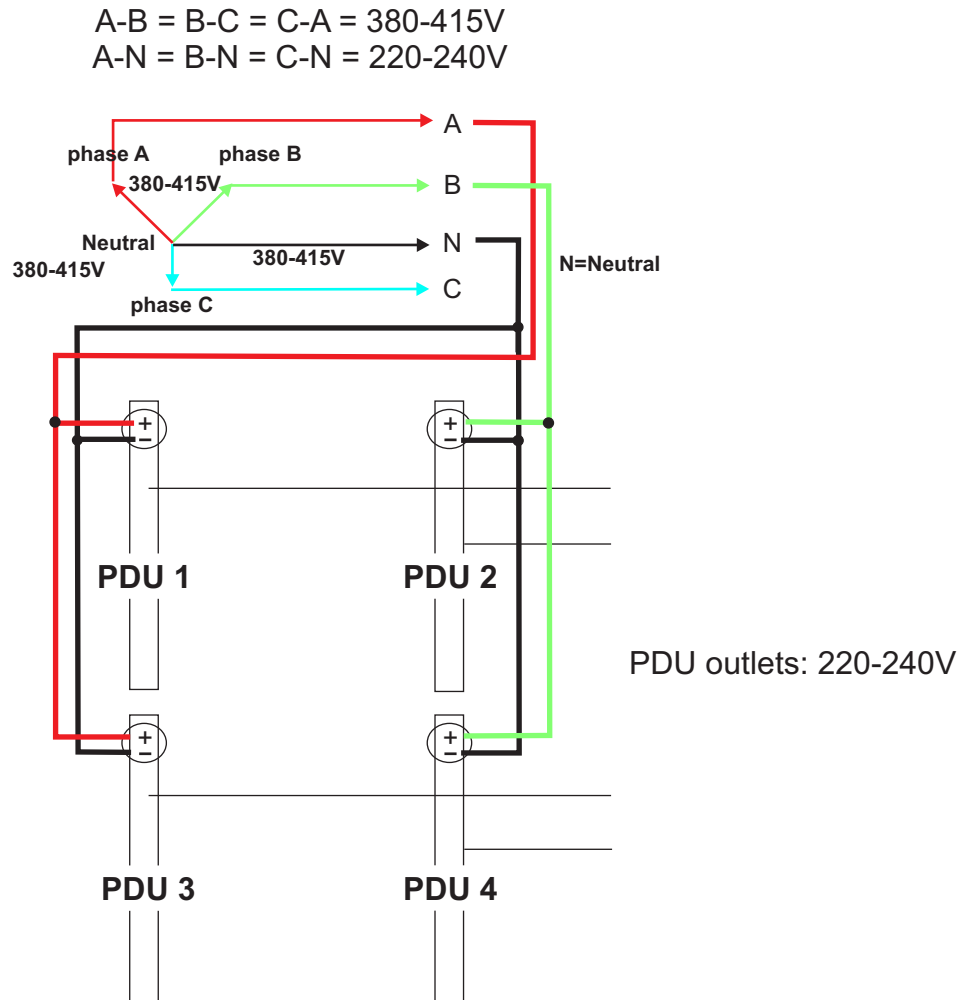 A-B = B-C = C-A = 380-415V
A-N = B-N = C-N = 220-240V
A
phase A
phase B
380-415V
B
Neutral
N
380-415V
380-415V
N=Neutral
C
phase C
+
−
+
−
PDU 1
PDU 2
PDU outlets: 220-240V
+
−
+
−
PDU 3
PDU 4